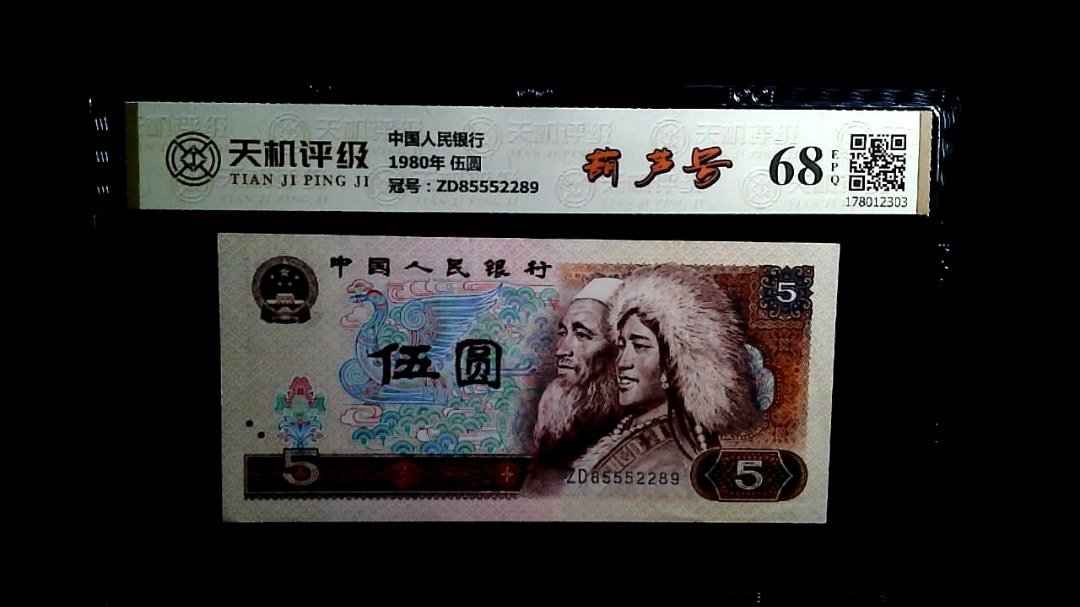 天机评级
TIAN JI PING JI
中国人民银行
1980年 伍圆
冠号：ZD85552289
葫芦号
68
EPQ
178012303
中国人民银行
5
伍圆
5
ZD85552289
5